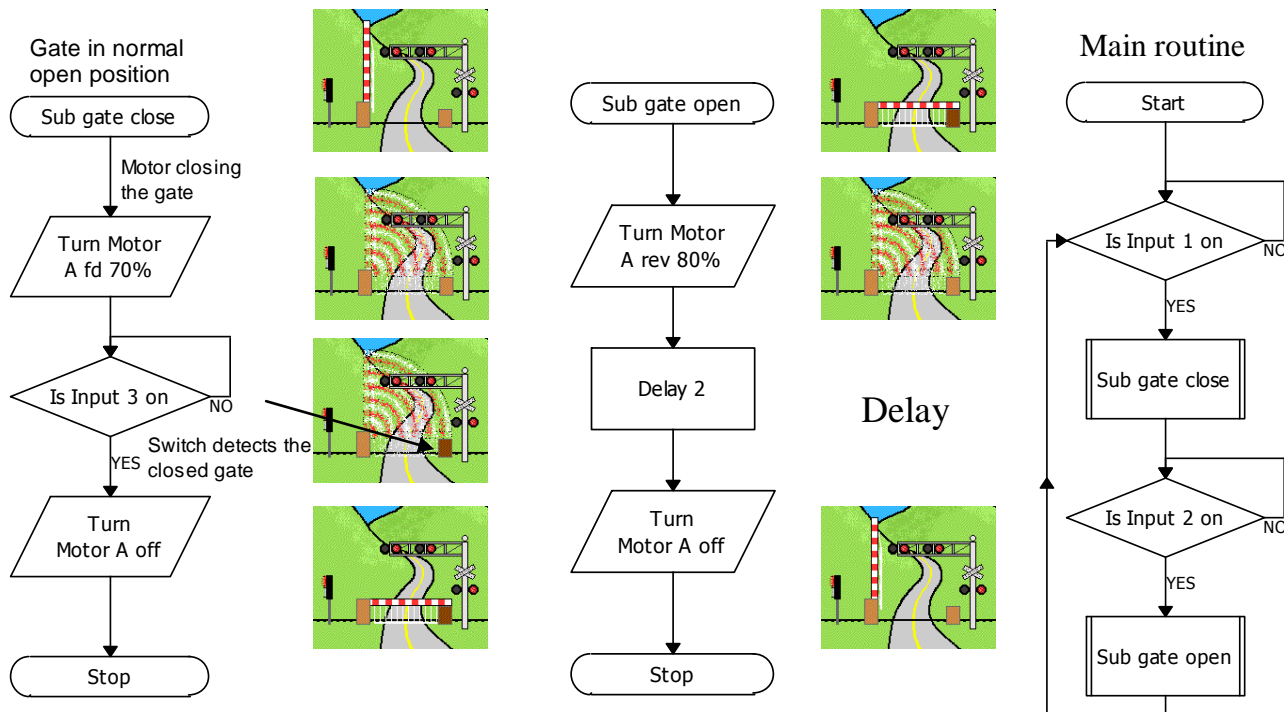 Gate in normal
open position
Sub gate close
Motor closing
the gate
Turn Motor
A fd 70%
Is Input 3 on
NO
YES
Switch detects the
closed gate
Turn
Motor A off
Stop
Sub gate open
Turn Motor
A rev 80%
Delay 2
Delay
Turn
Motor A off
Stop
Main routine
Start
Is Input 1 on
NO
YES
Sub gate close
Is Input 2 on
NO
YES
Sub gate open